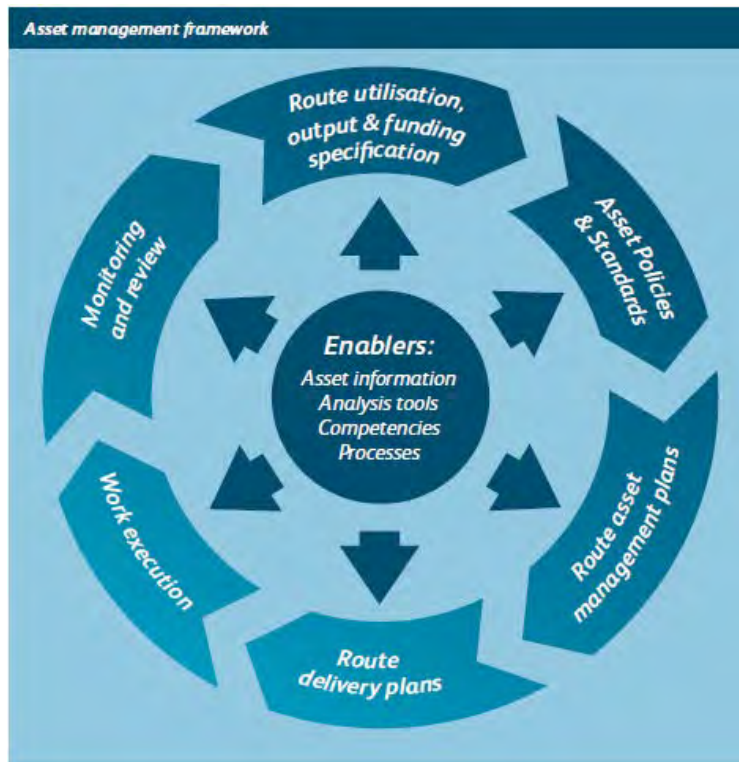 Asset management framework
Route utilisation,
output & funding
specification
Asset Policies
& Standards
Route asset
management plans
Route
delivery plans
Work execution
Monitoring
and review
Enablers:
Asset information
Analysis tools
Competencies
Processes